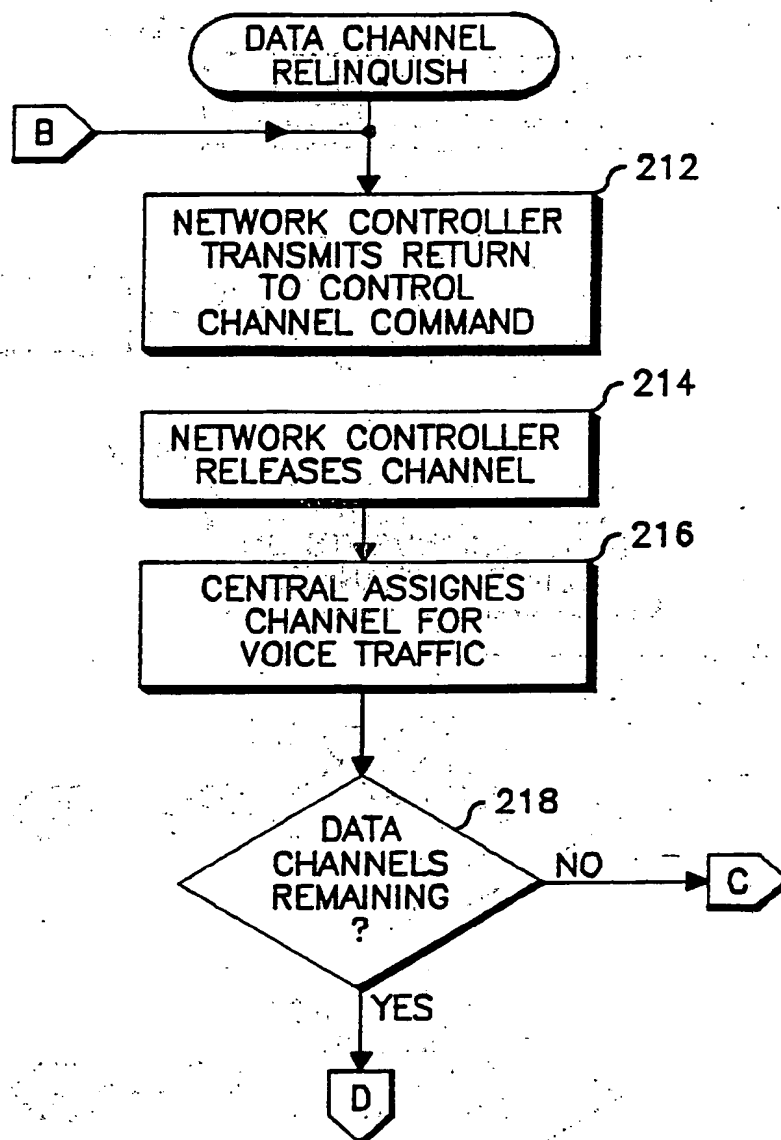 DATA CHANNEL
RELINQUISH
B
212
NETWORK CONTROLLER
TRANSMITS RETURN
TO CONTROL
CHANNEL COMMAND
214
NETWORK CONTROLLER
RELEASES CHANNEL
216
CENTRAL ASSIGNES
CHANNEL FOR
VOICE TRAFFIC
218
DATA
CHANNELS
REMAINING
?
NO
C
YES
D